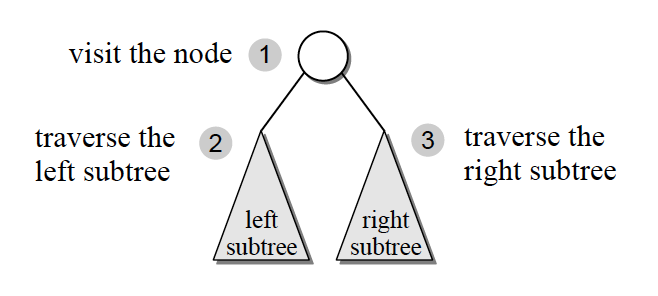 visit the node 1
traverse the
left subtree
2
3
traverse the
right subtree
left
subtree
right
subtree